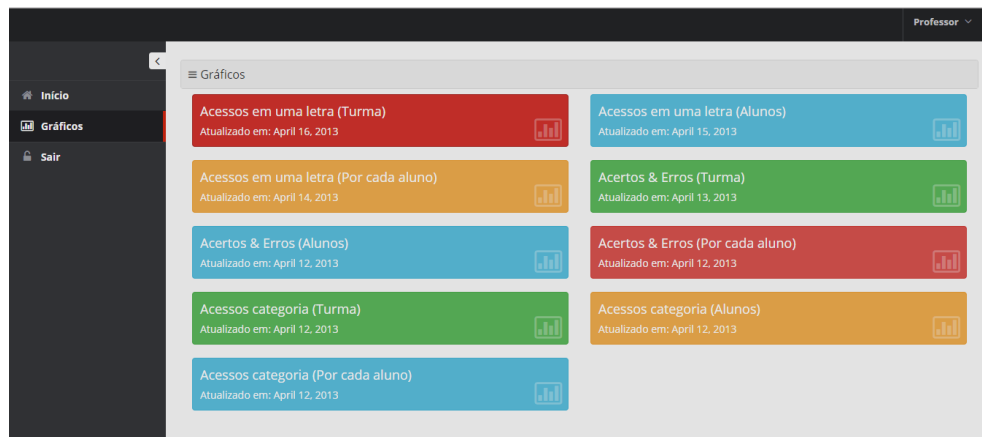 Professor
Início
Gráficos
Sair
Gráficos
Acessos em uma letra (Turma)
Atualizado em: April 16, 2013
Acessos em uma letra (Alunos)
Atualizado em: April 15, 2013
Acessos em uma letra (Por cada aluno)
Atualizado em: April 14, 2013
Acertos & Erros (Turma)
Atualizado em: April 13, 2013
Acertos & Erros (Alunos)
Atualizado em: April 12, 2013
Acertos & Erros (Por cada aluno)
Atualizado em: April 12, 2013
Acessos categoria (Turma)
Atualizado em: April 12, 2013
Acessos categoria (Alunos)
Atualizado em: April 12, 2013
Acessos categoria (Por cada aluno)
Atualizado em: April 12, 2013